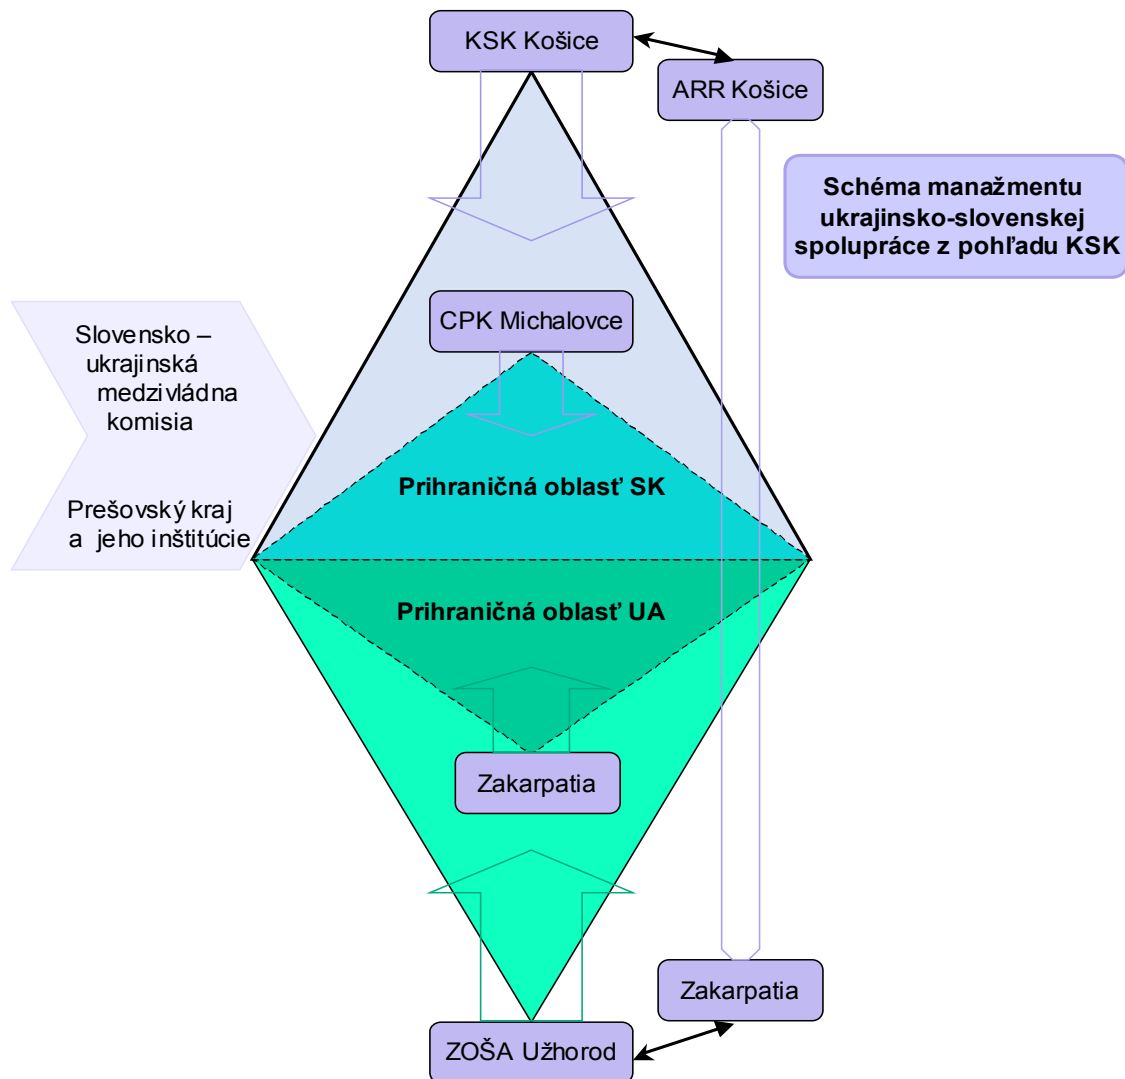 KSK Košice
ARR Košice
Schéma manažmentu
ukrajinsko-slovenskej
spolupráce z pohľadu KSK
CPK Michalovce
Slovensko –
ukrajinská
medzivládna
komisia
Prešovský kraj
a jeho inštitúcie
Prihraničná oblasť SK
Prihraničná oblasť UA
Zakarpatia
Zakarpatia
ZOŠA Užhorod